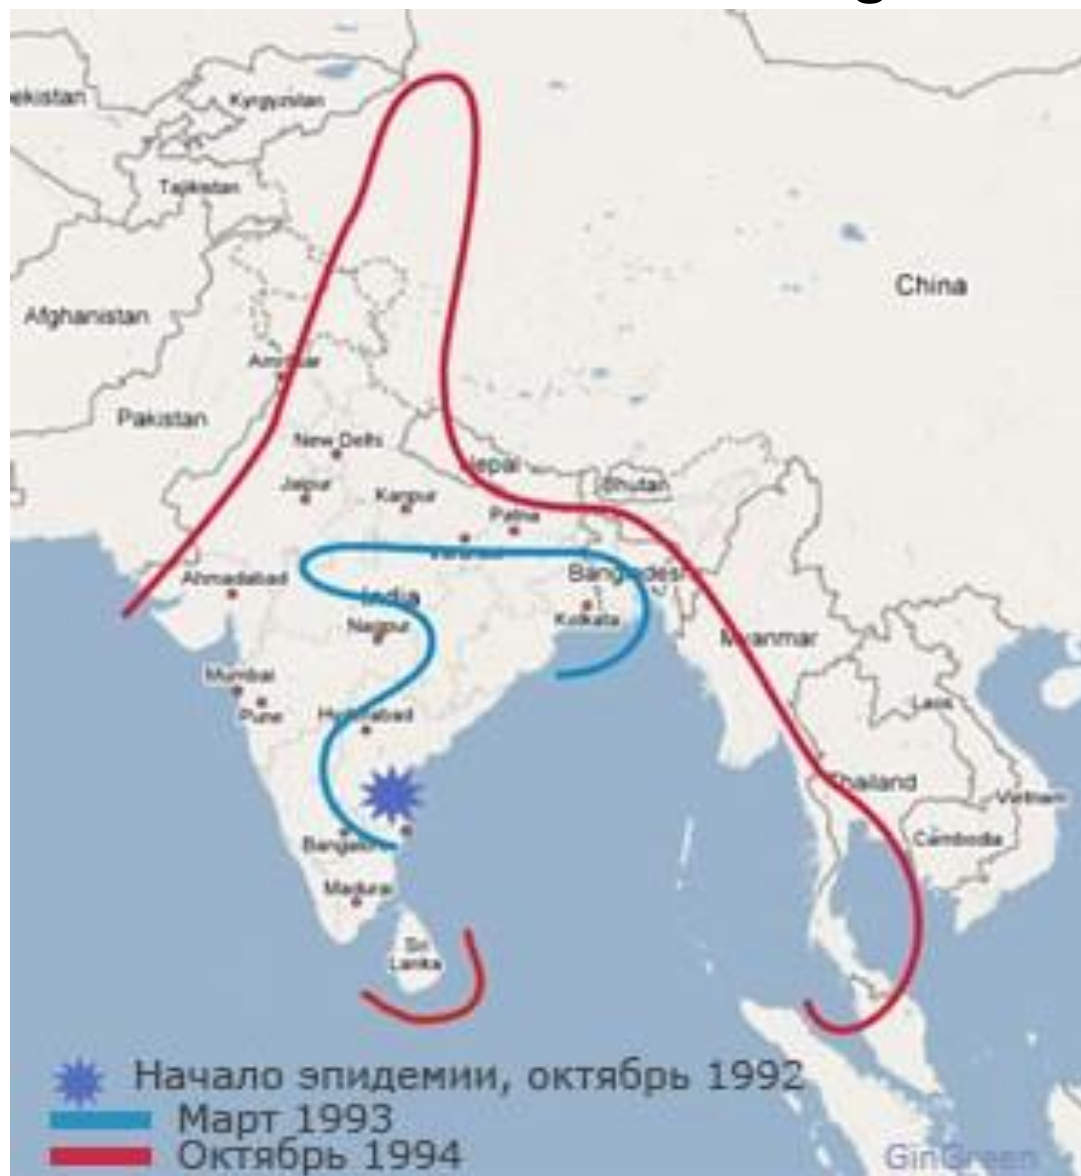 ekistan
Kyrgyzstan
Tajikistan
China
Afghanistan
Amritsar
Pakistan
New Delhi
Nepal
Jaipur
Kanpur
Bhutan
Patna
Varanasi
Ahmadabad
Bangladesh
India
Kolkata
Nagpur
Myanmar
Mumbai
Pune
Hyderabad
Laos
Thailand
Vietnam
Cambodia
Bangalore
Madurai
Sri
Lanka
Начало эпидемии, октябрь 1992
Март 1993
Октябрь 1994
GinGreen